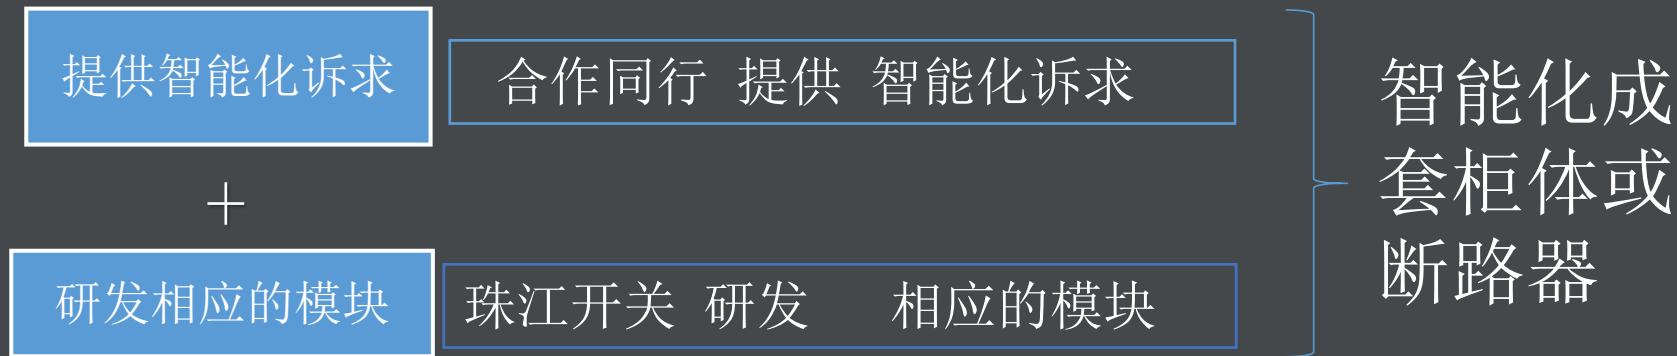 提供智能化诉求
合作同行 提供 智能化诉求
+
研发相应的模块
珠江开关 研发 相应的模块
智能化成
套柜体或
断路器